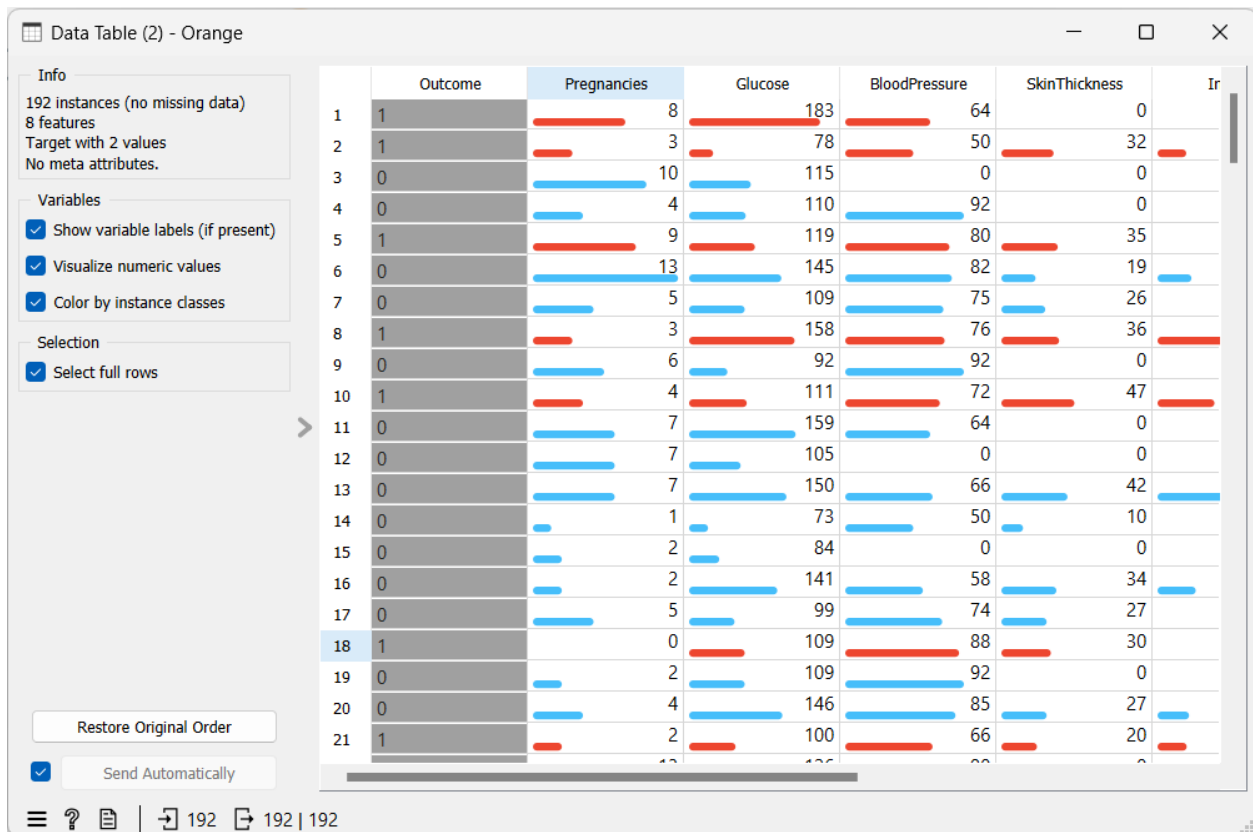 Data Table (2) - Orange
Info
192 instances (no missing data)
8 features
Target with 2 values
No meta attributes.
Variables
Show variable labels (if present)
Visualize numeric values
Color by instance classes
Selection
Select full rows
Restore Original Order
Send Automatically
192 192 | 192
Outcome Pregnancies Glucose BloodPressure SkinThickness
1 1 8 183 64 0
2 1 3 78 50 32
3 0 10 115 0 0
4 0 4 110 92 0
5 1 9 119 80 35
6 0 13 145 82 19
7 0 5 109 75 26
8 1 3 158 76 36
9 0 6 92 92 0
10 1 4 111 72 47
11 0 7 159 64 0
12 0 7 105 0 0
13 0 7 150 66 42
14 0 1 73 50 10
15 0 2 84 0 0
16 0 2 141 58 34
17 0 5 99 74 27
18 1 0 109 88 30
19 0 2 109 92 0
20 0 4 146 85 27
21 1 2 100 66 20